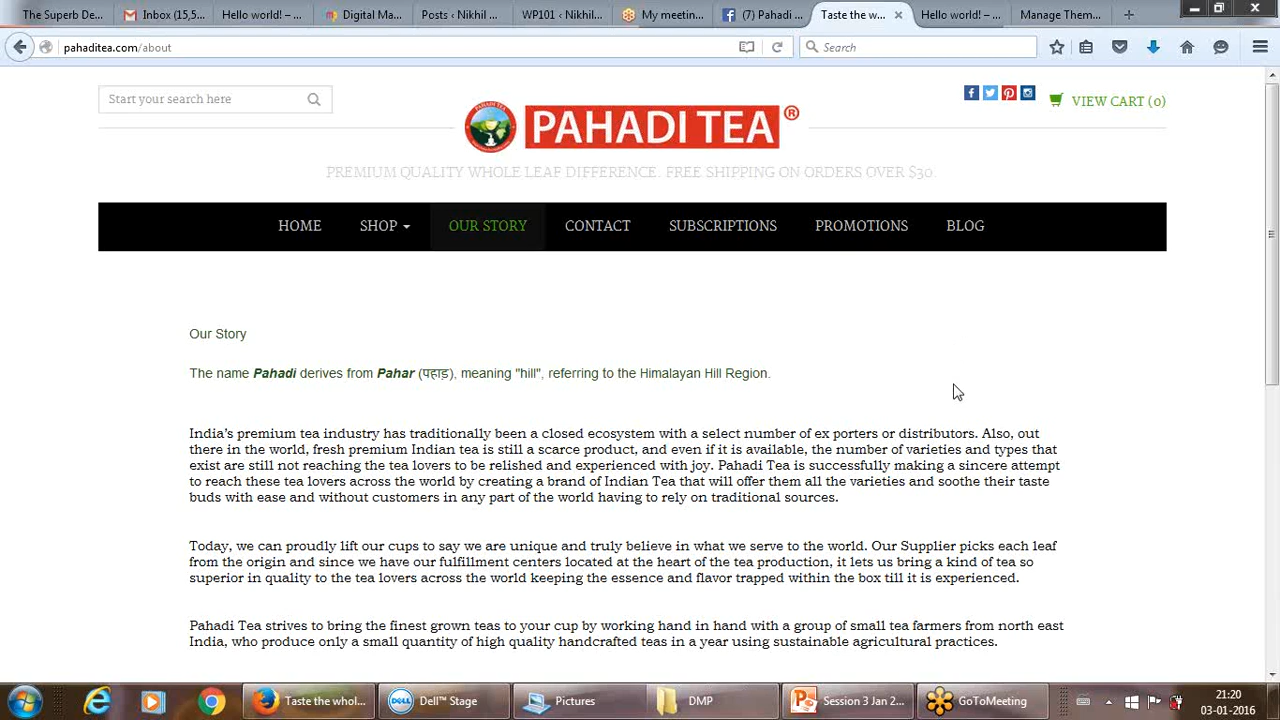 The Superb De...
Inbox (15,5...
Hello world! – ...
Digital Ma...
Posts ‹ Nikhil ...
WP101 ‹ Nikhil...
My meetin...
(7) Pahadi ...
Taste the w...
Hello world! – ...
Manage Them...
pahaditea.com/about
Search
Start your search here
PAHADI TEA ®
VIEW CART (0)
PREMIUM QUALITY WHOLE LEAF DIFFERENCE. FREE SHIPPING ON ORDERS OVER $30.
HOME SHOP OUR STORY CONTACT SUBSCRIPTIONS PROMOTIONS BLOG
Our Story
The name Pahadi derives from Pahar (पहाड़), meaning "hill", referring to the Himalayan Hill Region.
India's premium tea industry has traditionally been a closed ecosystem with a select number of ex porters or distributors. Also, out
there in the world, fresh premium Indian tea is still a scarce product, and even if it is available, the number of varieties and types that
exist are still not reaching the tea lovers to be relished and experienced with joy. Pahadi Tea is successfully making a sincere attempt
to reach these tea lovers across the world by creating a brand of Indian Tea that will offer them all the varieties and soothe their taste
buds with ease and without customers in any part of the world having to rely on traditional sources.
Today, we can proudly lift our cups to say we are unique and truly believe in what we serve to the world. Our Supplier picks each leaf
from the origin and since we have our fulfillment centers located at the heart of the tea production, it lets us bring a kind of tea so
superior in quality to the tea lovers across the world keeping the essence and flavor trapped within the box till it is experienced.
Pahadi Tea strives to bring the finest grown teas to your cup by working hand in hand with a group of small tea farmers from north east
India, who produce only a small quantity of high quality handcrafted teas in a year using sustainable agricultural practices.
Taste the whol...
Dell™ Stage
Pictures
DMP
Session 3 Jan 2...
GoToMeeting
21:20
03-01-2016